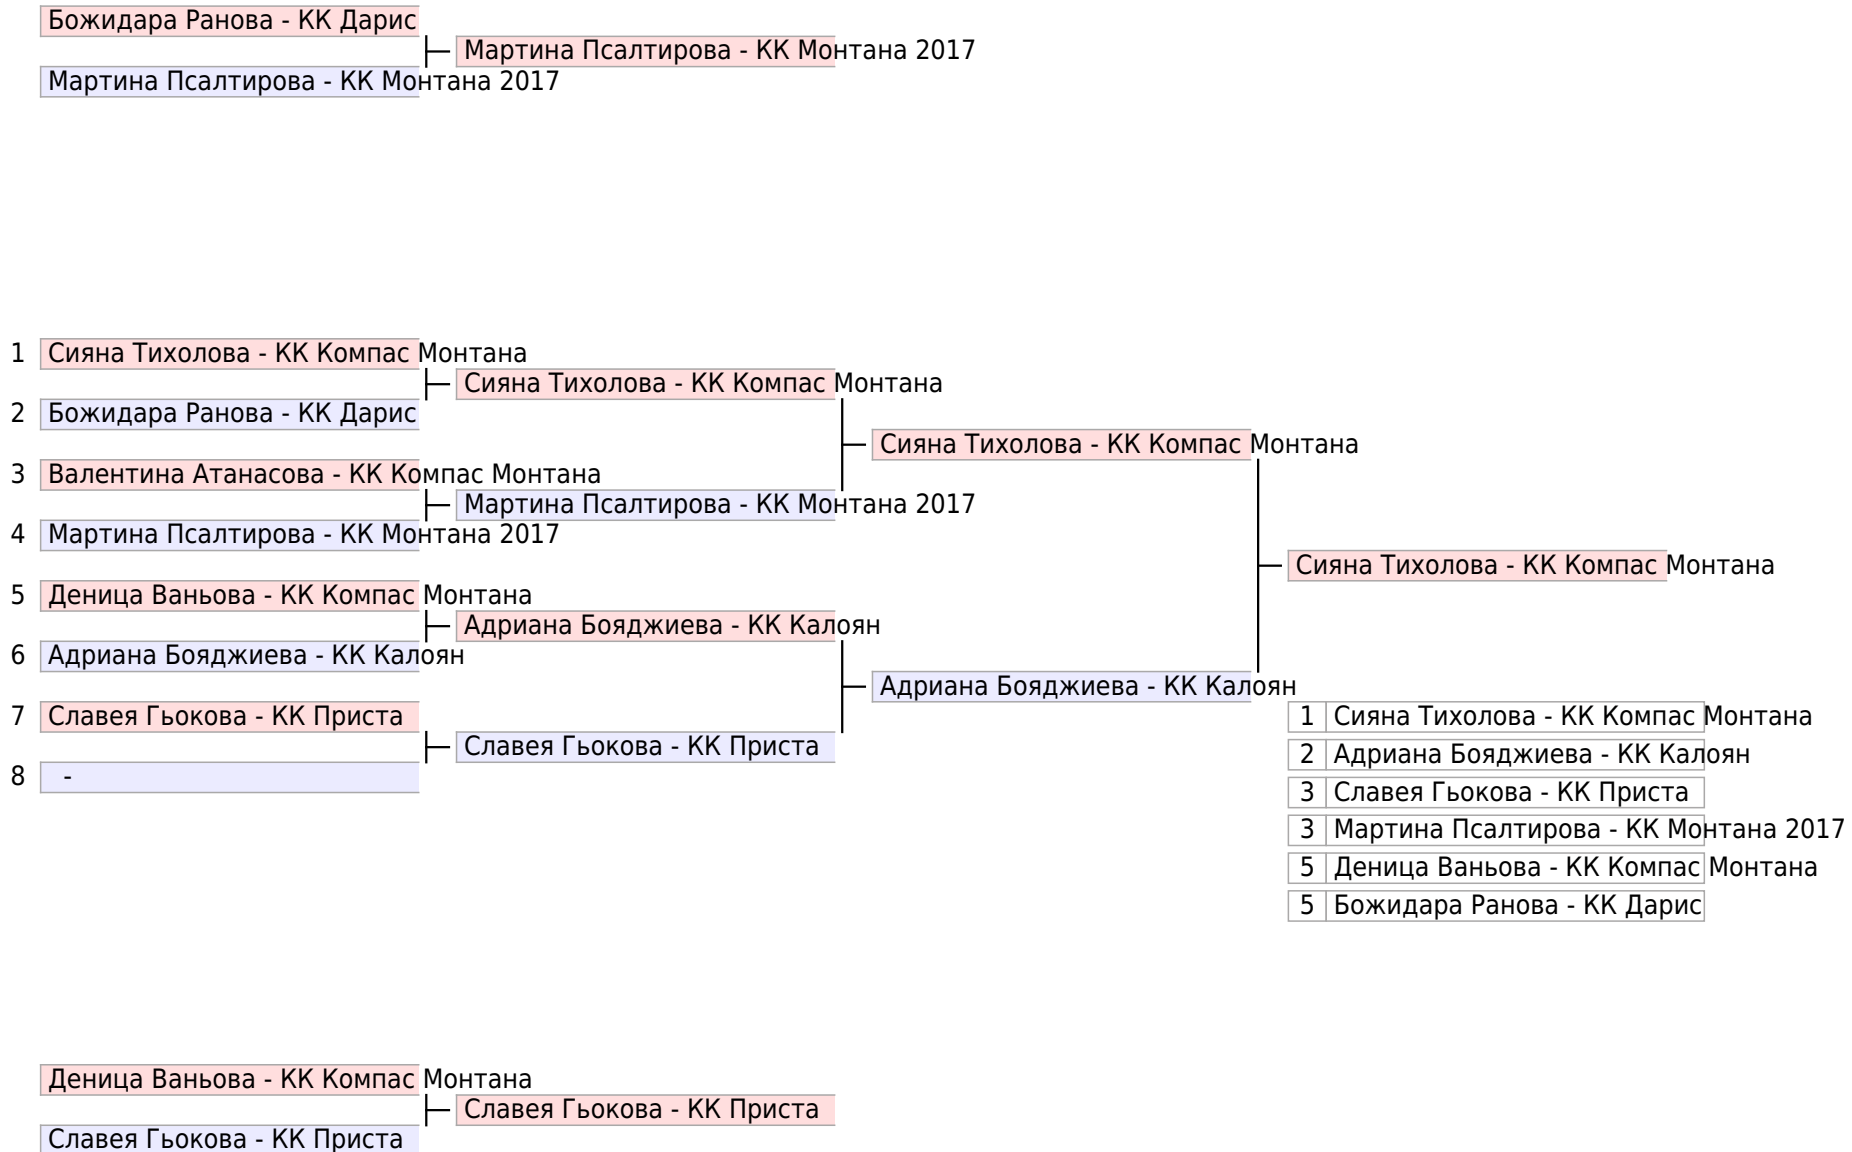 Божидара Ранова - КК Дарис
Мартина Псалтирова - КК Монтана 2017
Мартина Псалтирова - КК Монтана 2017
1 Сияна Тихолова - КК Компас Монтана
Сияна Тихолова - КК Компас Монтана
2 Божидара Ранова - КК Дарис
Сияна Тихолова - КК Компас Монтана
3 Валентина Атанасова - КК Компас Монтана
Мартина Псалтирова - КК Монтана 2017
4 Мартина Псалтирова - КК Монтана 2017
Сияна Тихолова - КК Компас Монтана
5 Деница Ваньова - КК Компас Монтана
Адриана Бояджиева - КК Калоян
6 Адриана Бояджиева - КК Калоян
Адриана Бояджиева - КК Калоян
7 Славея Гьокова - КК Приста
Славея Гьокова - КК Приста
8 -
1 Сияна Тихолова - КК Компас Монтана
2 Адриана Бояджиева - КК Калоян
3 Славея Гьокова - КК Приста
3 Мартина Псалтирова - КК Монтана 2017
5 Деница Ваньова - КК Компас Монтана
5 Божидара Ранова - КК Дарис
Деница Ваньова - КК Компас Монтана
Славея Гьокова - КК Приста
Славея Гьокова - КК Приста